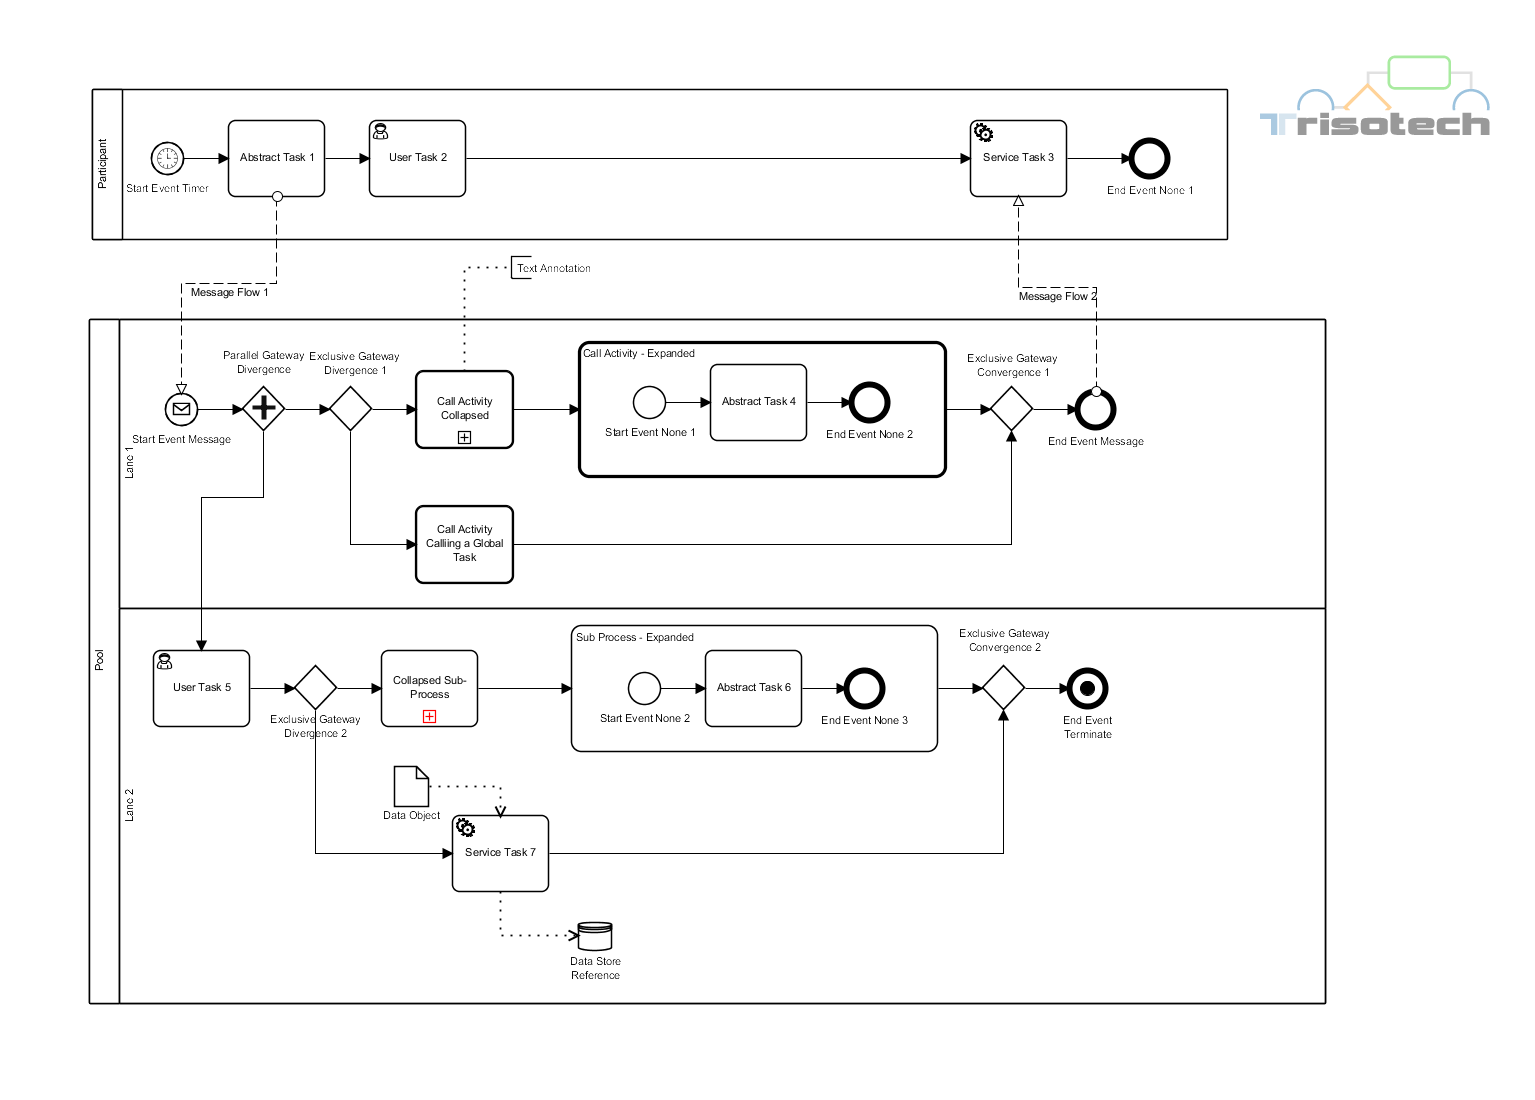 Trisotech
Participant
Start Event Timer
Abstract Task 1
User Task 2
Service Task 3
End Event None 1
Message Flow 1
Text Annotation
Message Flow 2
Pool
Lane 1
Start Event Message
Parallel Gateway
Divergence
Exclusive Gateway
Divergence 1
Call Activity
Collapsed
Call Activity - Expanded
Start Event None 1
Abstract Task 4
End Event None 2
Exclusive Gateway
Convergence 1
End Event Message
Call Activity
Calliing a Global
Task
Lane 2
User Task 5
Exclusive Gateway
Divergence 2
Collapsed Sub-
Process
Sub Process - Expanded
Start Event None 2
Abstract Task 6
End Event None 3
Exclusive Gateway
Convergence 2
End Event
Terminate
Data Object
Service Task 7
Data Store
Reference